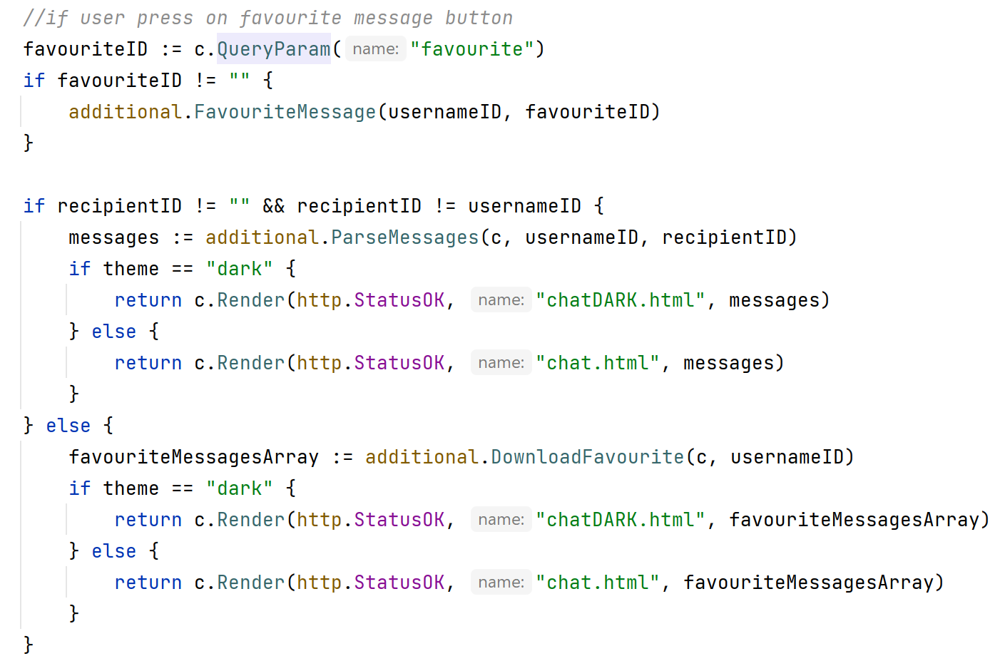 //if user press on favourite message button
favouriteID := c.QueryParam( name: "favourite")
if favouriteID != "" {
    additional.FavouriteMessage(usernameID, favouriteID)
}

if recipientID != "" && recipientID != usernameID {
    messages := additional.ParseMessages(c, usernameID, recipientID)
    if theme == "dark" {
        return c.Render(http.StatusOK, name: "chatDARK.html", messages)
    } else {
        return c.Render(http.StatusOK, name: "chat.html", messages)
    }
} else {
    favouriteMessagesArray := additional.DownloadFavourite(c, usernameID)
    if theme == "dark" {
        return c.Render(http.StatusOK, name: "chatDARK.html", favouriteMessagesArray)
    } else {
        return c.Render(http.StatusOK, name: "chat.html", favouriteMessagesArray)
    }
}